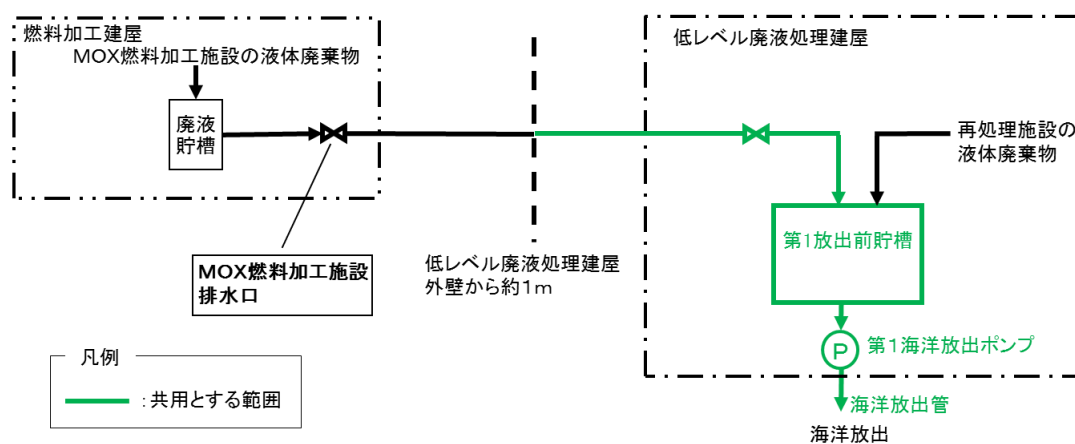 燃料加工建屋
MOX燃料加工施設の液体廃棄物
廃液
貯槽
MOX燃料加工施設
排水口
低レベル廃液処理建屋
外壁から約1m
低レベル廃液処理建屋
再処理施設の
液体廃棄物
第1放出前貯槽
P
第1海洋放出ポンプ
海洋放出管
海洋放出
凡例
：共用とする範囲